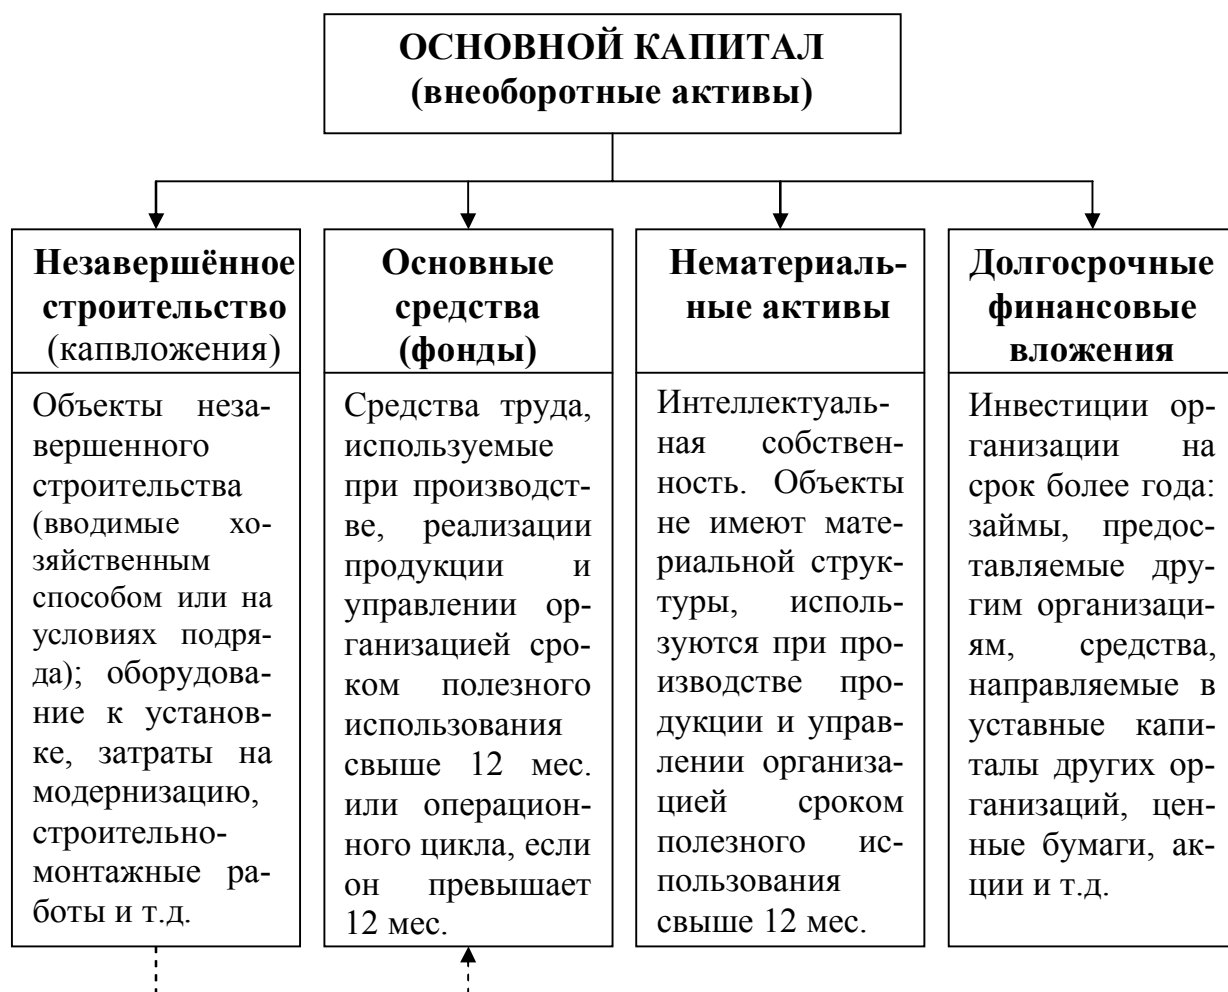 ОСНОВНОЙ КАПИТАЛ
(внеоборотные активы)
Незавершённое
строительство
(капвложения)
Объекты неза-
вершенного
строительства
(вводимые хо-
зяйственным
способом или на
условиях подря-
да); оборудова-
ние к установ-
ке, затраты на
модернизацию,
строительно-
монтажные ра-
боты и т.д.
Основные
средства
(фонды)
Средства труда,
используемые
при производст-
ве, реализации
продукции и
управлении ор-
ганизацией сро-
ком полезного
использования
свыше 12 мес.
или операцион-
ного цикла, если
он превышает
12 мес.
Нематериаль-
ные активы
Интеллектуаль-
ная собствен-
ность. Объекты
не имеют мате-
риальной струк-
туры, исполь-
зуются при про-
изводстве про-
дукции и управ-
лении организа-
цией сроком
полезного ис-
пользования
свыше 12 мес.
Долгосрочные
финансовые
вложения
Инвестиции ор-
ганизации на
срок более года:
займы, предос-
тавляемые дру-
гим организаци-
ям, средства,
направляемые в
уставные капи-
талы других ор-
ганизаций, цен-
ные бумаги, ак-
ции и т.д.